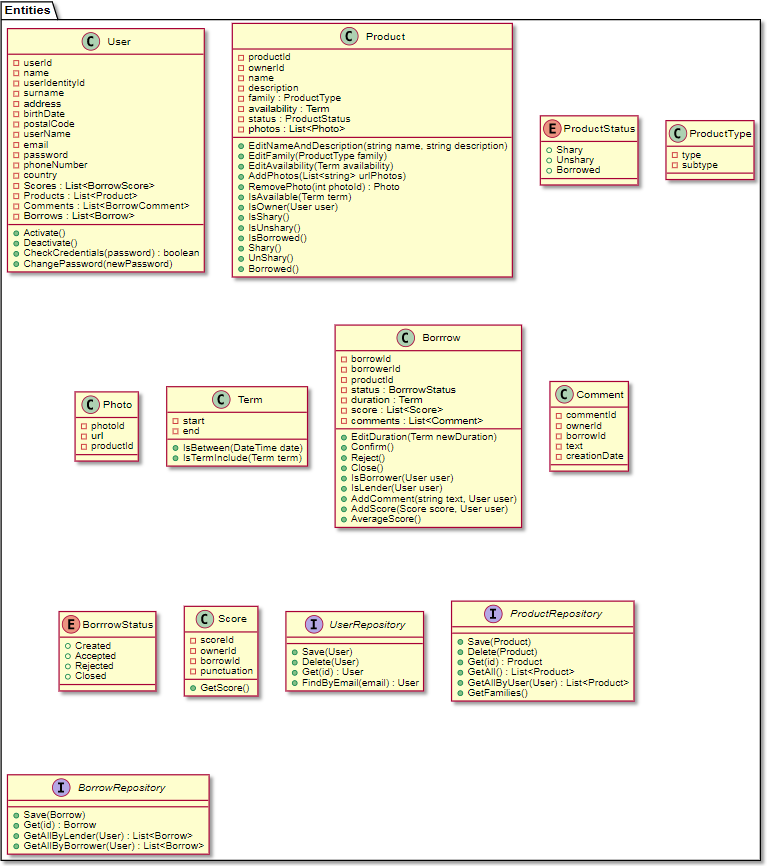 Entities
C User
userId
name
userIdentityId
surname
address
birthDate
postalCode
userName
email
password
phoneNumber
country
Scores : List<BorrowScore>
Products : List<Product>
Comments : List<BorrowComment>
Borrows : List<Borrow>
Activate()
Deactivate()
CheckCredentials(password) : boolean
ChangePassword(newPassword)
C Product
productId
ownerId
name
description
family : ProductType
availability : Term
status : ProductStatus
photos : List<Photo>
EditNameAndDescription(string name, string description)
EditFamily(ProductType family)
EditAvailability(Term availability)
AddPhotos(List<string> urlPhotos)
RemovePhoto(int photoId) : Photo
IsAvailable(Term term)
IsOwner(User user)
IsShary()
IsUnshary()
IsBorrowed()
Shary()
UnShary()
Borrowed()
E ProductStatus
Shary
Unshary
Borrowed
C ProductType
type
subtype
C Photo
photoId
url
productId
C Term
start
end
IsBetween(DateTime date)
IsTermInclude(Term term)
C Borrrow
borrowId
borrowerId
productId
status : BorrrowStatus
duration : Term
score : List<Score>
comments : List<Comment>
EditDuration(Term newDuration)
Confirm()
Reject()
Close()
IsBorrower(User user)
IsLender(User user)
AddComment(string text, User user)
AddScore(Score score, User user)
AverageScore()
C Comment
commentId
ownerId
borrowId
text
creationDate
E BorrrowStatus
Created
Accepted
Rejected
Closed
C Score
scoreId
ownerId
borrowId
punctuation
GetScore()
I UserRepository
Save(User)
Delete(User)
Get(id) : User
FindByEmail(email) : User
I ProductRepository
Save(Product)
Delete(Product)
Get(id) : Product
GetAll() : List<Product>
GetAllByUser(User) : List<Product>
GetFamilies()
I BorrowRepository
Save(Borrow)
Get(id) : Borrow
GetAllByLender(User) : List<Borrow>
GetAllByBorrower(User) : List<Borrow>